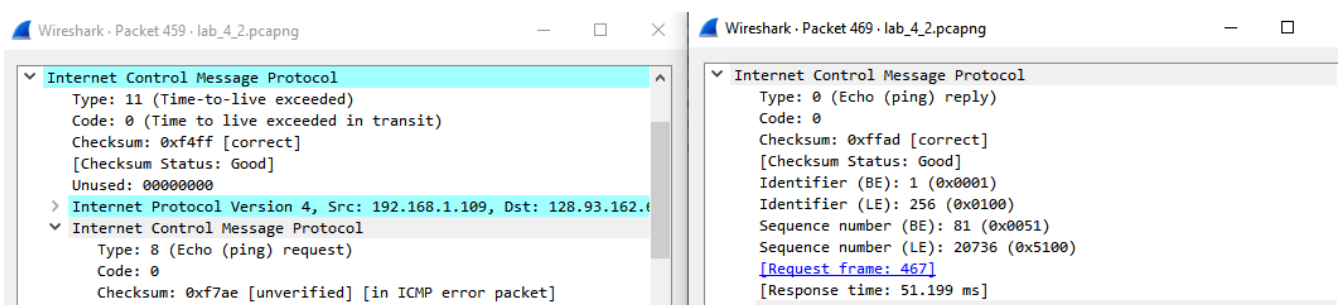 Wireshark · Packet 459 · lab_4_2.pcapng
Internet Control Message Protocol
Type: 11 (Time-to-live exceeded)
Code: 0 (Time to live exceeded in transit)
Checksum: 0xf4ff [correct]
[Checksum Status: Good]
Unused: 00000000
Internet Protocol Version 4, Src: 192.168.1.109, Dst: 128.93.162.
Internet Control Message Protocol
Type: 8 (Echo (ping) request)
Code: 0
Checksum: 0xf7ae [unverified] [in ICMP error packet]
Wireshark · Packet 469 · lab_4_2.pcapng
Internet Control Message Protocol
Type: 0 (Echo (ping) reply)
Code: 0
Checksum: 0xffad [correct]
[Checksum Status: Good]
Identifier (BE): 1 (0x0001)
Identifier (LE): 256 (0x0100)
Sequence number (BE): 81 (0x0051)
Sequence number (LE): 20736 (0x5100)
[Request frame: 467]
[Response time: 51.199 ms]